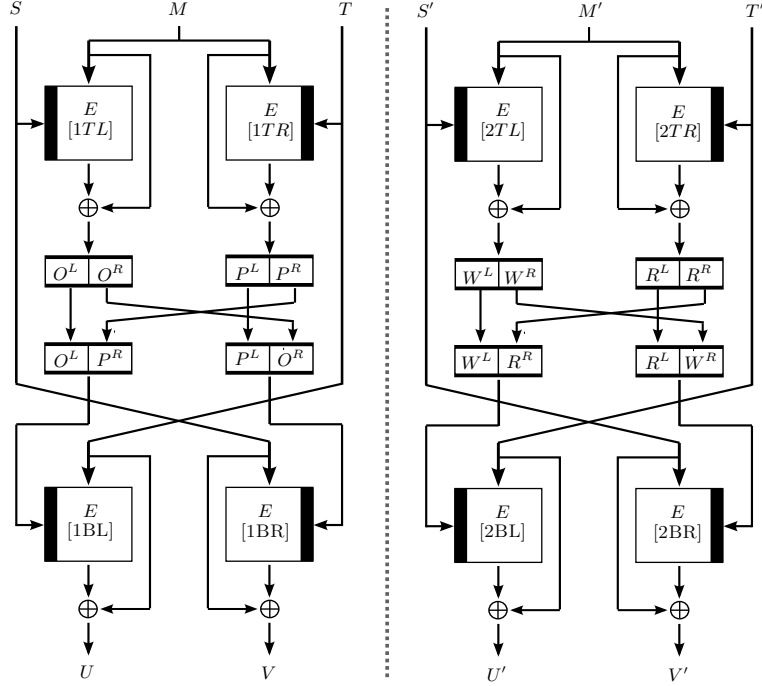 S M T S′ M′ T′
E E E E
[1TL] [1TR] [2TL] [2TR]
O^L O^R P^L P^R W^L W^R R^L R^R
O^L P^R P^L O^R W^L R^R R^L W^R
E E E E
[1BL] [1BR] [2BL] [2BR]
U V U′ V′